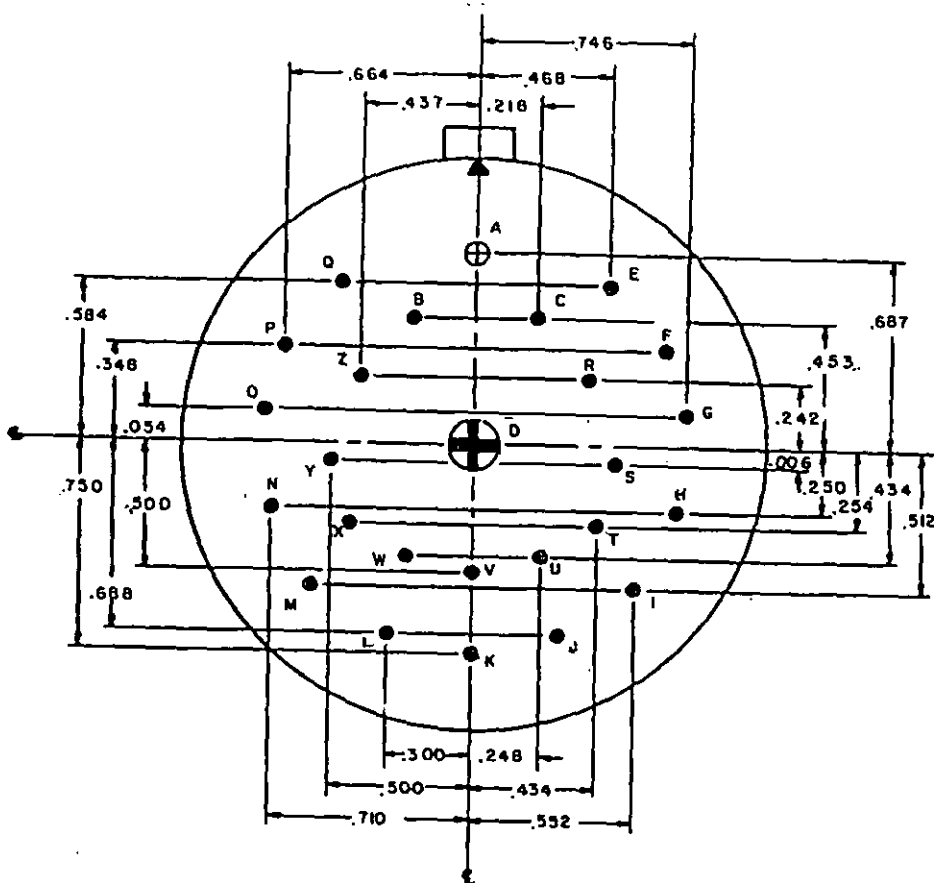 .746
.664
.468
.437
.218
A
Q
E
B
C
.584
.687
P
F
.348
Z
R
.453
O
.242
G
.054
D
Y
S
.006
.250
.434
.750
.500
N
H
.254
.512
X
T
W
U
V
M
I
.688
L
J
K
.300
.248
.500
.434
.710
.552